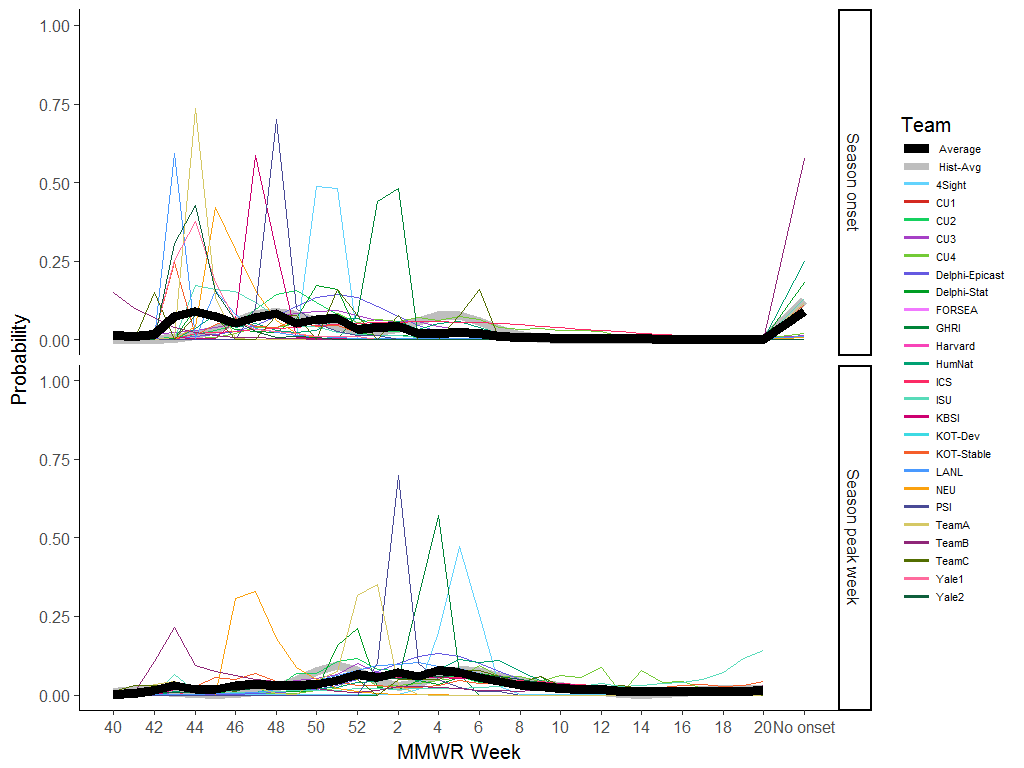 1.00
0.75
0.50
0.25
0.00
Season onset
1.00
0.75
0.50
0.25
0.00
Season peak week
Probability
40 42 44 46 48 50 52 2 4 6 8 10 12 14 16 18 20 No onset
MMWR Week
Team
Average
Hist-Avg
4Sight
CU1
CU2
CU3
CU4
Delphi-Epicast
Delphi-Stat
FORSEA
GHRI
Harvard
HumNat
ICS
ISU
KBSI
KOT-Dev
KOT-Stable
LANL
NEU
PSI
TeamA
TeamB
TeamC
Yale1
Yale2